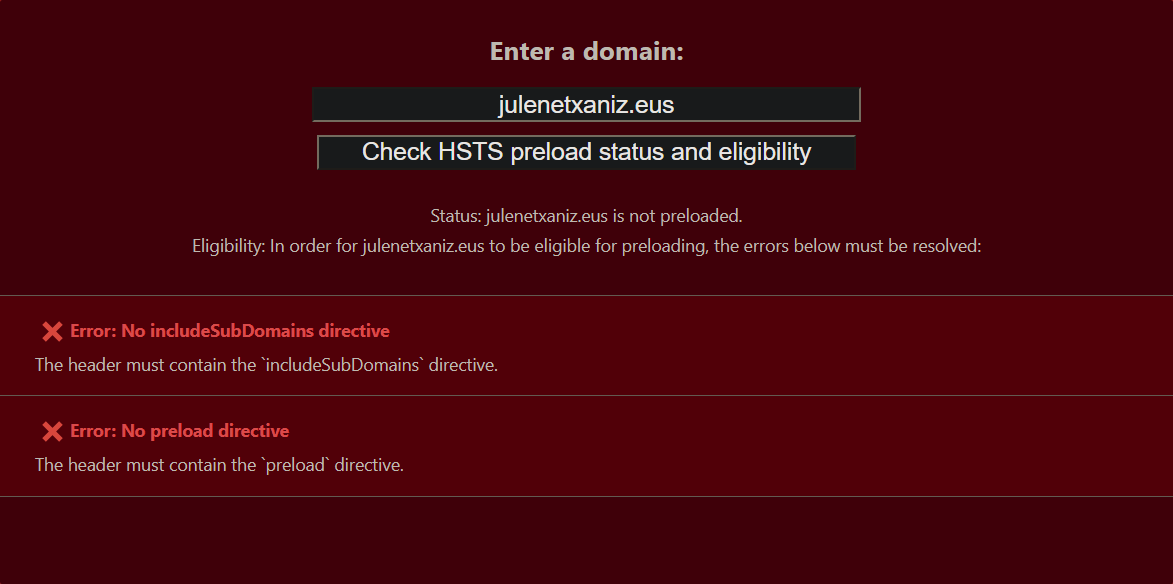 Enter a domain:
julenetxaniz.eus
Check HSTS preload status and eligibility
Status: julenetxaniz.eus is not preloaded.
Eligibility: In order for julenetxaniz.eus to be eligible for preloading, the errors below must be resolved:
❌ Error: No includeSubDomains directive
The header must contain the `includeSubDomains` directive.
❌ Error: No preload directive
The header must contain the `preload` directive.